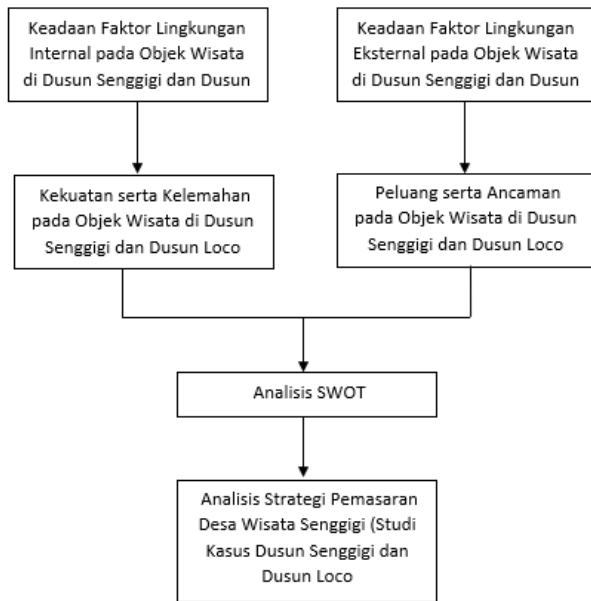 Keadaan Faktor Lingkungan
Internal pada Objek Wisata
di Dusun Senggigi dan Dusun
Keadaan Faktor Lingkungan
Eksternal pada Objek Wisata
di Dusun Senggigi dan Dusun
Kekuatan serta Kelemahan
pada Objek Wisata di Dusun
Senggigi dan Dusun Loco
Peluang serta Ancaman
pada Objek Wisata di Dusun
Senggigi dan Dusun Loco
Analisis SWOT
Analisis Strategi Pemasaran
Desa Wisata Senggigi (Studi
Kasus Dusun Senggigi dan
Dusun Loco